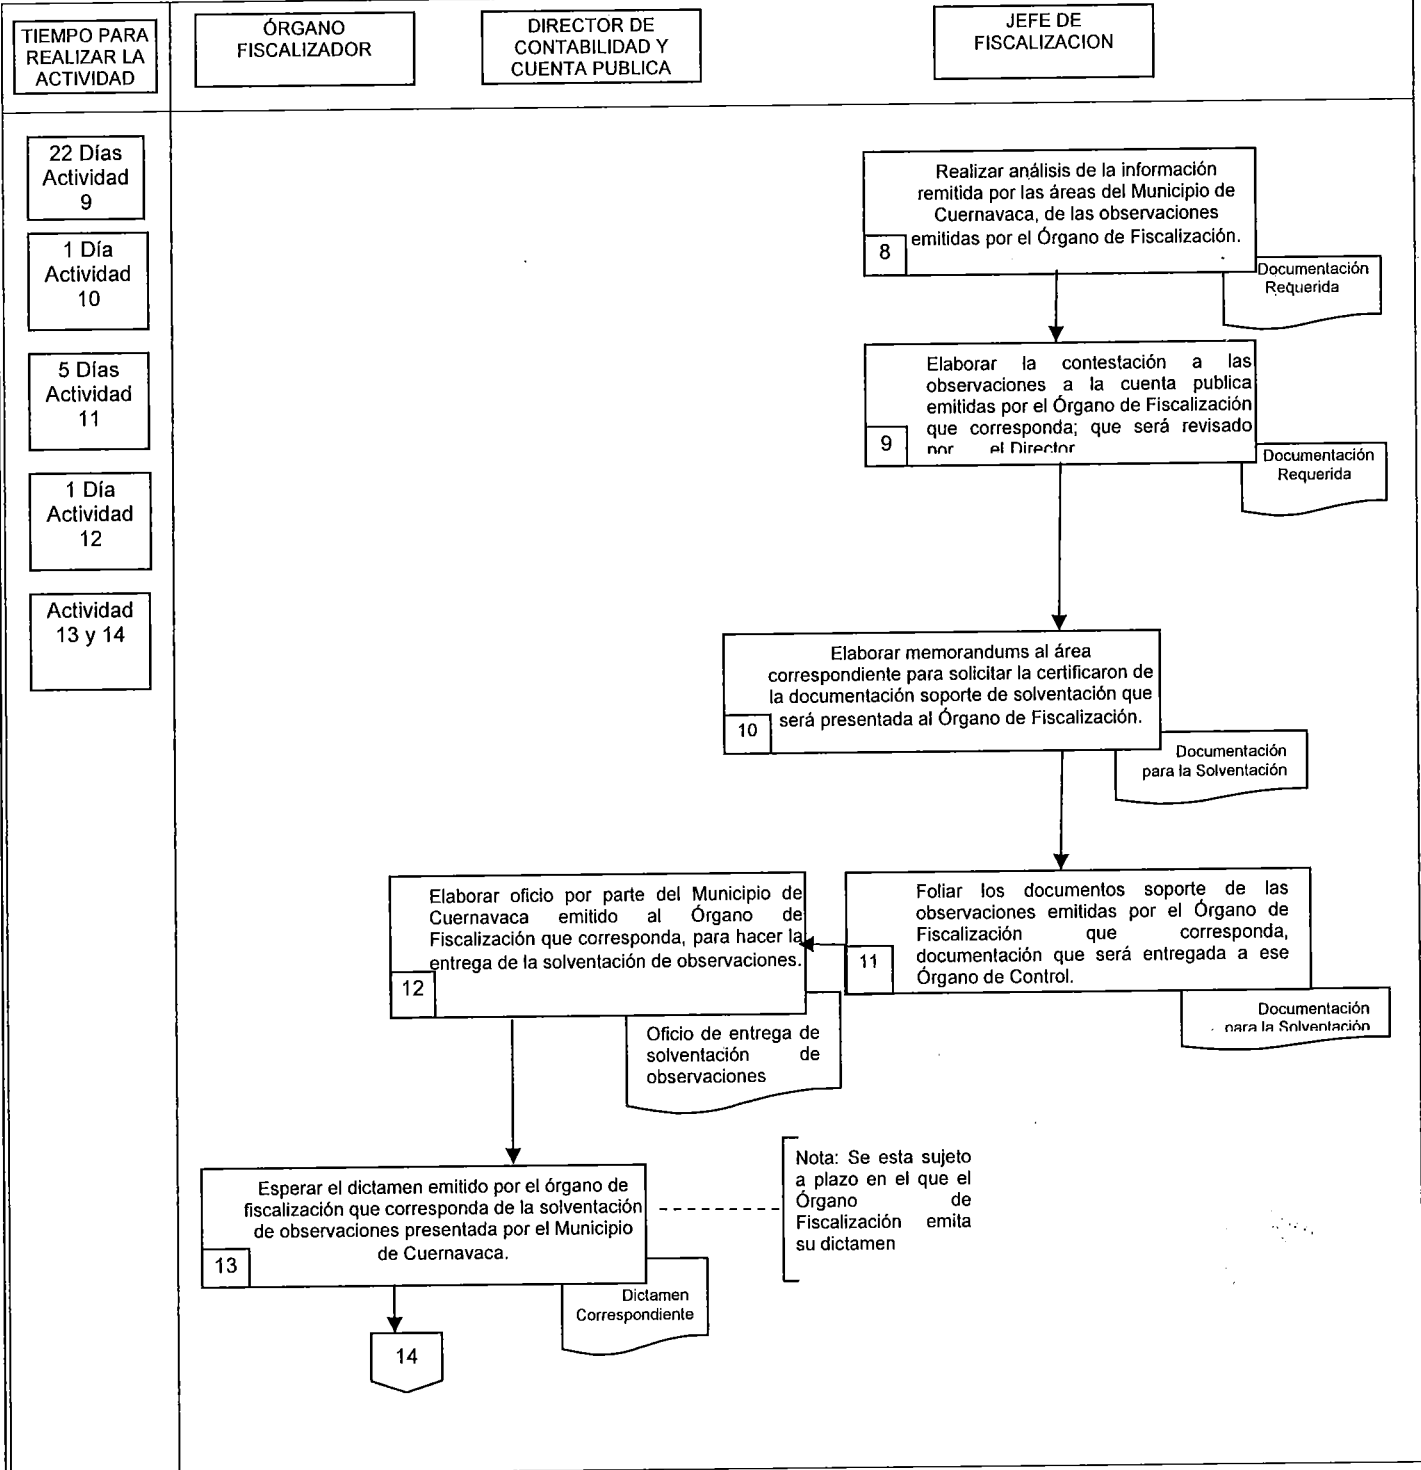 TIEMPO PARA
REALIZAR LA
ACTIVIDAD
ÓRGANO
FISCALIZADOR
DIRECTOR DE
CONTABILIDAD Y
CUENTA PUBLICA
JEFE DE
FISCALIZACION
22 Días
Actividad
9
1 Día
Actividad
10
5 Días
Actividad
11
1 Día
Actividad
12
Actividad
13 y 14
Realizar análisis de la información
remitida por las áreas del Municipio de
Cuernavaca, de las observaciones
emitidas por el Órgano de Fiscalización.
8
Documentación
Requerida
Elaborar la contestación a las
observaciones a la cuenta publica
emitidas por el Órgano de Fiscalización
que corresponda; que será revisado
por el Director
9
Documentación
Requerida
Elaborar memorandums al área
correspondiente para solicitar la certificaron de
la documentación soporte de solventación que
será presentada al Órgano de Fiscalización.
10
Documentación
para la Solventación
Foliar los documentos soporte de las
observaciones emitidas por el Órgano de
Fiscalización que corresponda,
documentación que será entregada a ese
Órgano de Control.
11
Documentación
para la Solventación
Elaborar oficio por parte del Municipio de
Cuernavaca emitido al Órgano de
Fiscalización que corresponda, para hacer la
entrega de la solventación de observaciones.
12
Oficio de entrega de
solventación de
observaciones
Esperar el dictamen emitido por el órgano de
fiscalización que corresponda de la solventación
de observaciones presentada por el Municipio
de Cuernavaca.
13
Nota: Se esta sujeto
a plazo en el que el
Órgano de
Fiscalización emita
su dictamen
Dictamen
Correspondiente
14